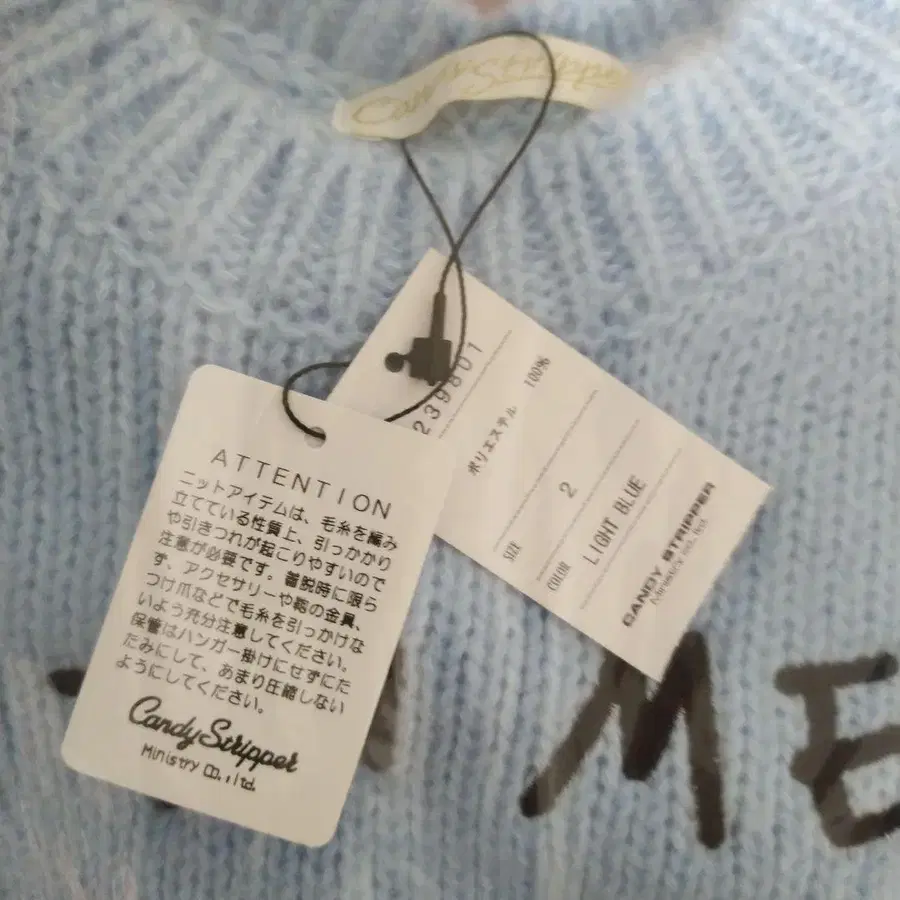 Candy Stripper
239801
ポリエステル 100%
SIZE 2
COLOR LIGHT BLUE
CANDY STRIPPER
Ministry co., ltd.
ATTENTION
ニットアイテムは、毛糸を編み
立てている性質上、引っかかり
や引きつれが起こりやすいので
注意が必要です。着脱時に限ら
ず、アクセサリーや鞄の金具、
つけ爪などで毛糸を引っかけな
いよう充分注意してください。
保管はハンガー掛けにせずにた
たみにして、あまり圧縮しない
ようにしてください。
Candy Stripper
Ministry Co., ltd.
ME